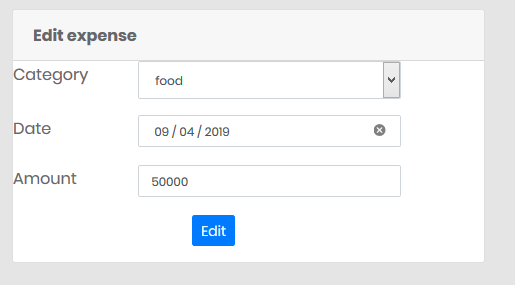 Edit expense
Category food
Date 09 / 04 / 2019
Amount 50000
Edit